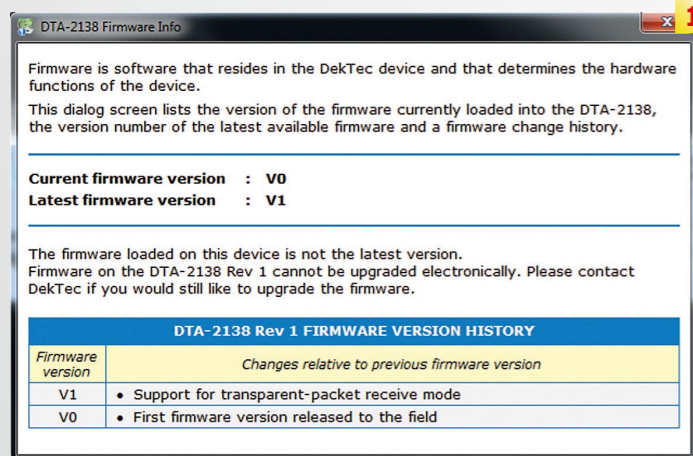 DTA-2138 Firmware Info
1
Firmware is software that resides in the DekTec device and that determines the hardware
functions of the device.
This dialog screen lists the version of the firmware currently loaded into the DTA-2138,
the version number of the latest available firmware and a firmware change history.
Current firmware version : V0
Latest firmware version : V1
The firmware loaded on this device is not the latest version.
Firmware on the DTA-2138 Rev 1 cannot be upgraded electronically. Please contact
DekTec if you would still like to upgrade the firmware.
DTA-2138 Rev 1 FIRMWARE VERSION HISTORY
Firmware
version
Changes relative to previous firmware version
V1 • Support for transparent-packet receive mode
V0 • First firmware version released to the field